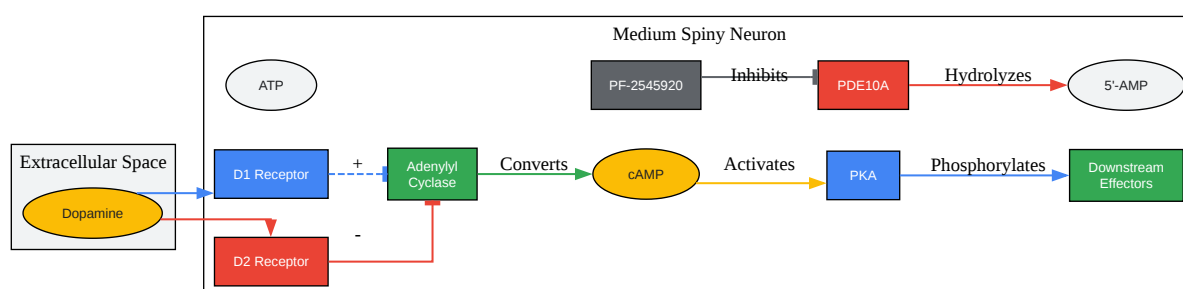 Medium Spiny Neuron
ATP
PF-2545920
Inhibits
PDE10A
Hydrolyzes
5'-AMP
Extracellular Space
Dopamine
D1 Receptor
+
Adenylyl
Cyclase
Converts
cAMP
Activates
PKA
Phosphorylates
Downstream
Effectors
D2 Receptor
-